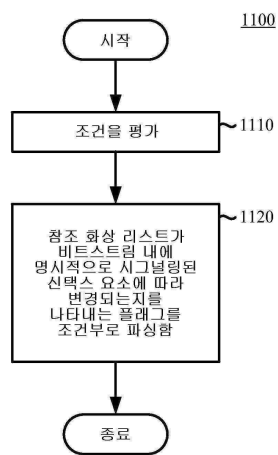 1100
시작
조건을 평가
1110
참조 화상 리스트가
비트스트림 내에
명시적으로 시그널링된
신택스 요소에 따라
변경되는지를
나타내는 플래그를
조건부로 파싱함
1120
종료